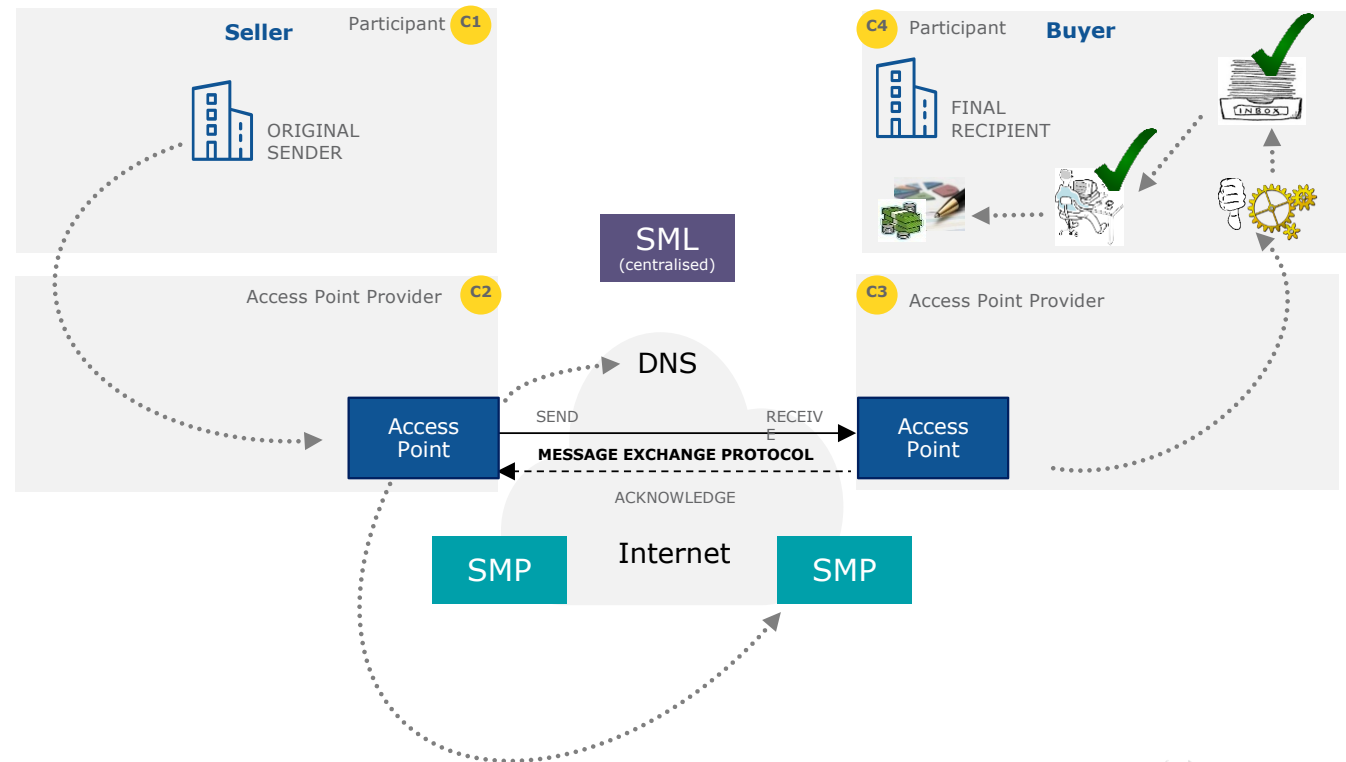 Seller
Participant C1
ORIGINAL
SENDER
C4 Participant
Buyer
FINAL
RECIPIENT
INBOX
SML
(centralised)
Access Point Provider C2
C3 Access Point Provider
DNS
Access
Point
SEND
RECEIV
E
Access
Point
MESSAGE EXCHANGE PROTOCOL
ACKNOWLEDGE
Internet
SMP
SMP